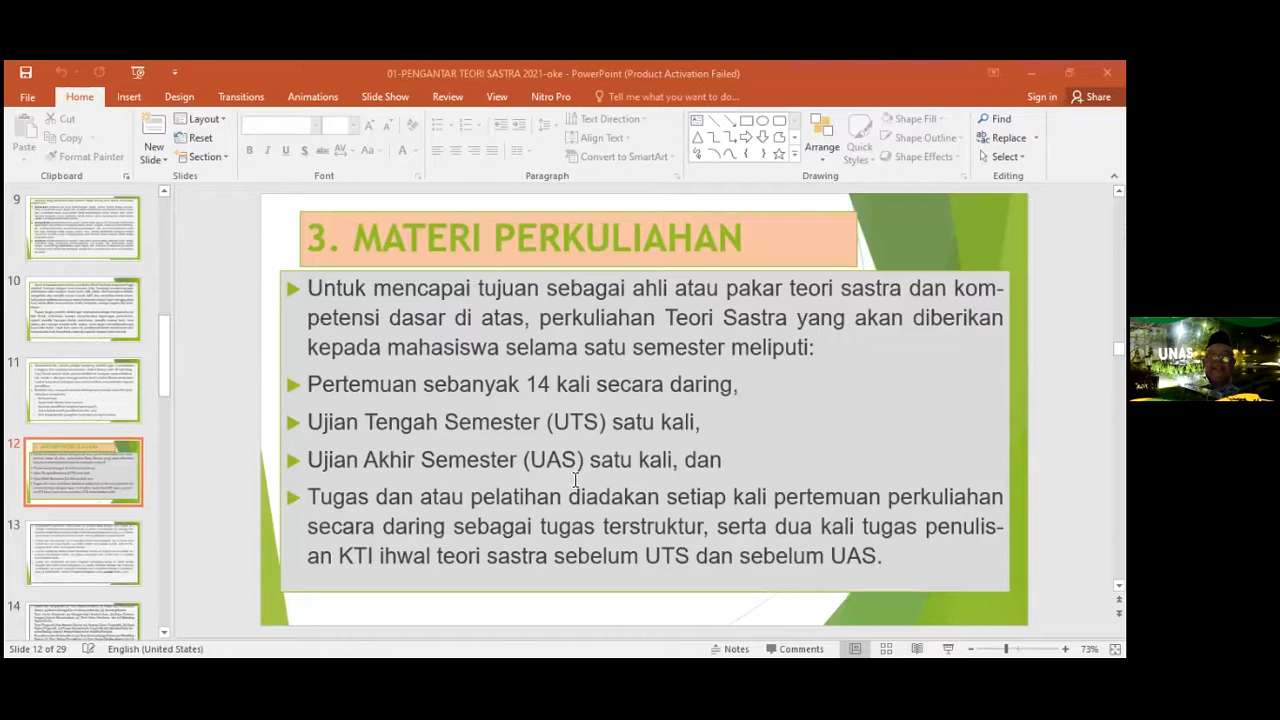 01-PENGANTAR TEORI SASTRA 2021-oke - PowerPoint (Product Activation Failed)
File Home Insert Design Transitions Animations Slide Show Review View Nitro Pro Tell me what you want to do... Sign in Share
Paste
Cut
Copy
Format Painter
New Slide
Layout
Reset
Section
Text Direction
Align Text
Convert to SmartArt
Arrange
Quick Styles
Shape Fill
Shape Outline
Shape Effects
Find
Replace
Select
Clipboard Slides Font Paragraph Drawing Editing
9
10
11
12
13
14
3. MATERI PERKULIAHAN
Untuk mencapai tujuan sebagai ahli atau pakar teori sastra dan kom-
peensi dasar di atas, perkuliahan Teori Sastra yang akan diberikan
kepada mahasiswa selama satu semester meliputi:
Pertemuan sebanyak 14 kali secara daring,
Ujian Tengah Semester (UTS) satu kali,
Ujian Akhir Semester (UAS) satu kali, dan
Tugas dan atau pelatihan diadakan setiap kali pertemuan perkuliahan
secara daring sebagai tugas terstruktur, serta dua kali tugas penulis-
an KTI ihwal teori sastra sebelum UTS dan sebelum UAS.
UNAS
Slide 12 of 29 English (United States) Notes Comments 73%